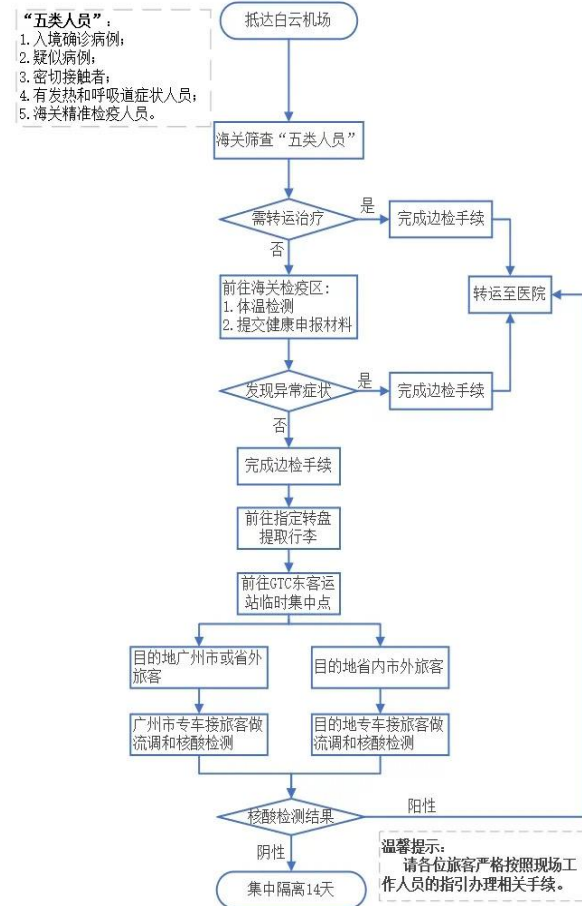 “五类人员”:
1.入境确诊病例;
2.疑似病例;
3.密切接触者;
4.有发热和呼吸道症状人员;
5.海关精准检疫人员。
抵达白云机场
海关筛查“五类人员”
需转运治疗
是
完成边检手续
否
转运至医院
前往海关检疫区:
1.体温检测
2.提交健康申报材料
发现异常症状
是
完成边检手续
否
完成边检手续
前往指定转盘
提取行李
前往GTC东客运
站临时集中点
目的地广州市或省外
旅客
目的地省内市外旅客
广州市专车接旅客做
流调和核酸检测
目的地专车接旅客做
流调和核酸检测
核酸检测结果
阳性
阴性
集中隔离14天
温馨提示:
请各位旅客严格按照现场工
作人员的指引办理相关手续。